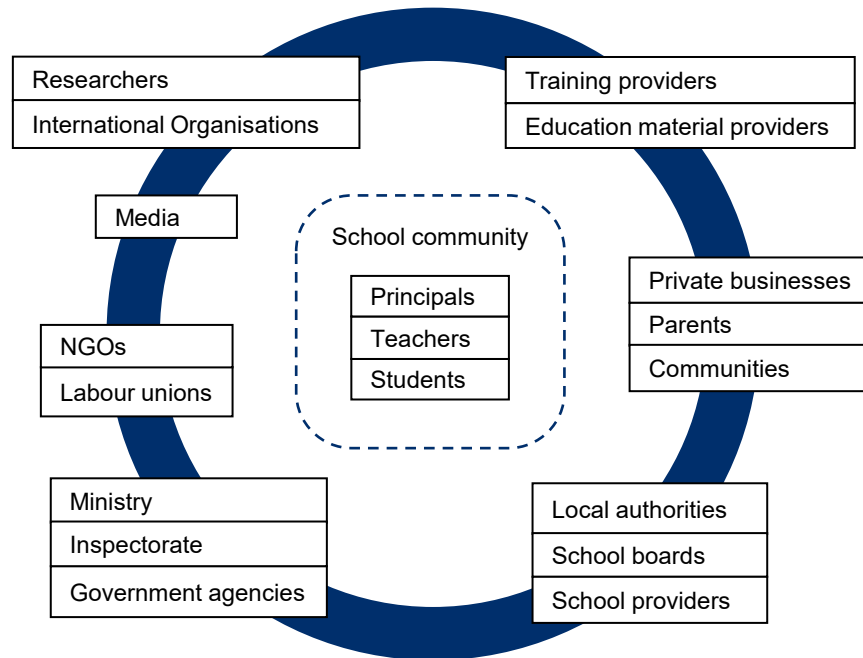 Researchers
International Organisations
Training providers
Education material providers
Media
School community
Principals
Teachers
Students
Private businesses
Parents
Communities
NGOs
Labour unions
Ministry
Inspectorate
Government agencies
Local authorities
School boards
School providers